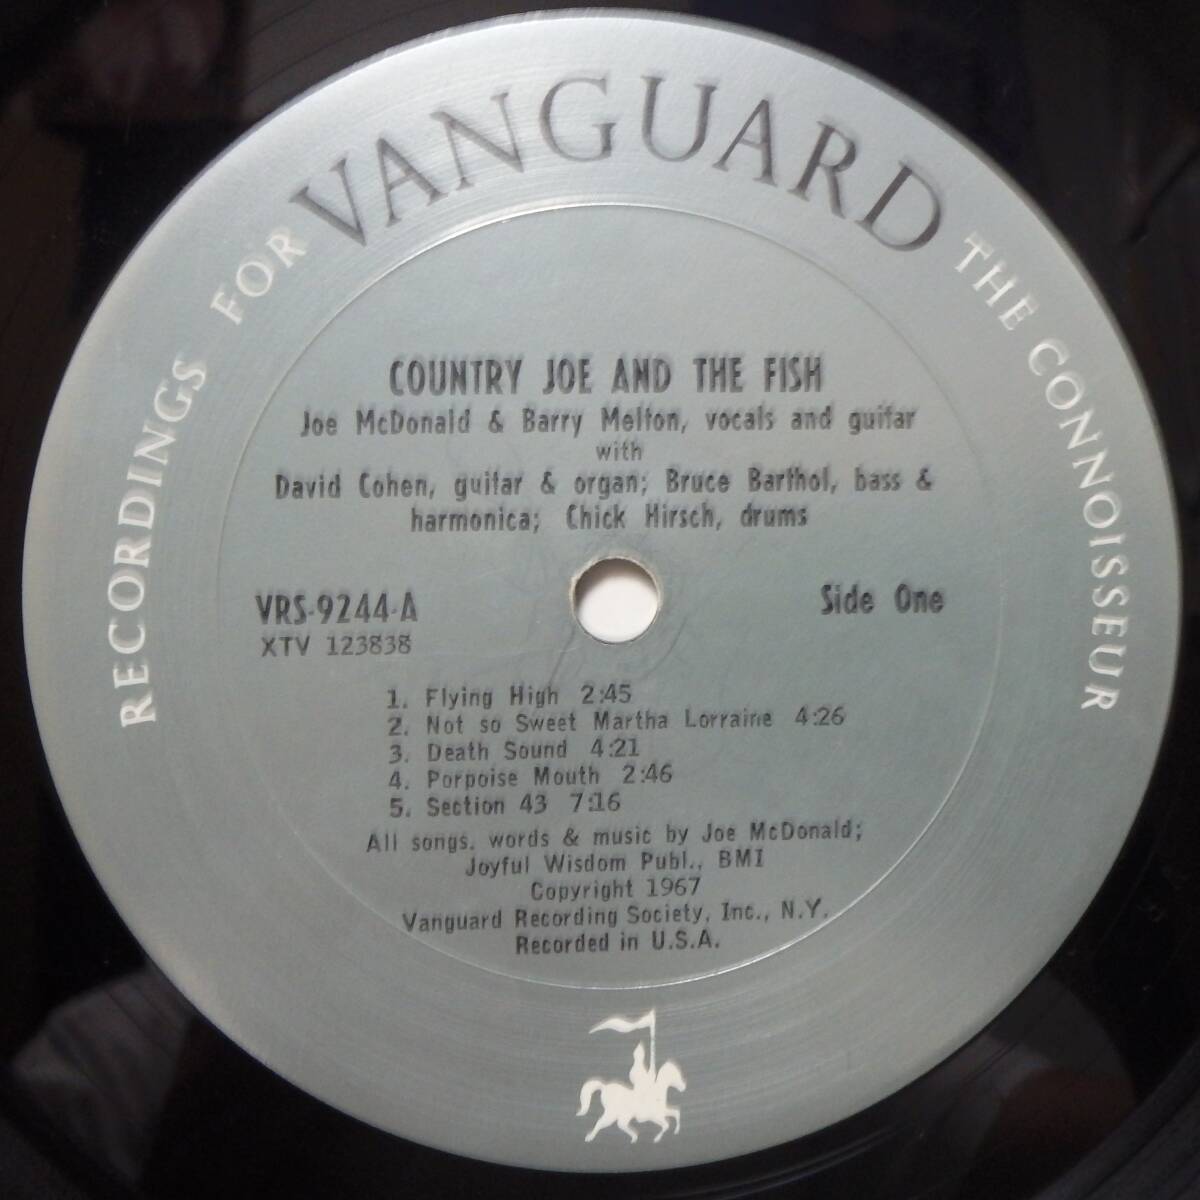 RECORDINGS FOR VANGUARD THE CONNOISSEUR
COUNTRY JOE AND THE FISH
Joe McDonald & Barry Melton, vocals and guitar
with
David Cohen, guitar & organ; Bruce Barthol, bass &
harmonica; Chick Hirsch, drums
VRS-9244-A
Side One
XTV 123838
1. Flying High 2:45
2. Not so Sweet Martha Lorraine 4:26
3. Death Sound 4:21
4. Porpoise Mouth 2:46
5. Section 43 7:16
All songs, words & music by Joe McDonald;
Joyful Wisdom Publ., BMI
Copyright 1967
Vanguard Recording Society, Inc., N.Y.
Recorded in U.S.A.